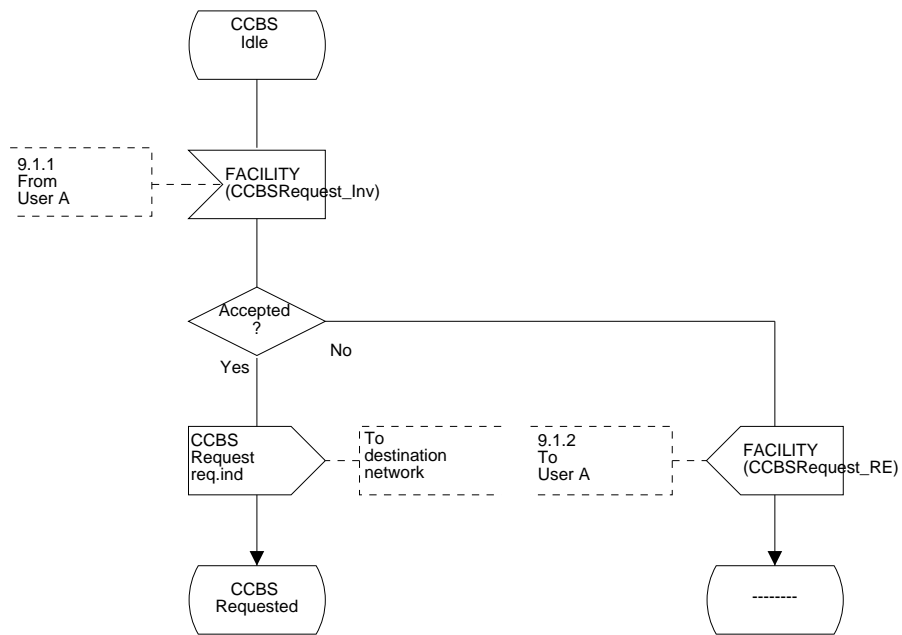 CCBS
Idle
9.1.1
From
User A
FACILITY
(CCBSRequest_Inv)
Accepted
?
Yes
No
CCBS
Request
req.ind
To
destination
network
9.1.2
To
User A
FACILITY
(CCBSRequest_RE)
CCBS
Requested
--------